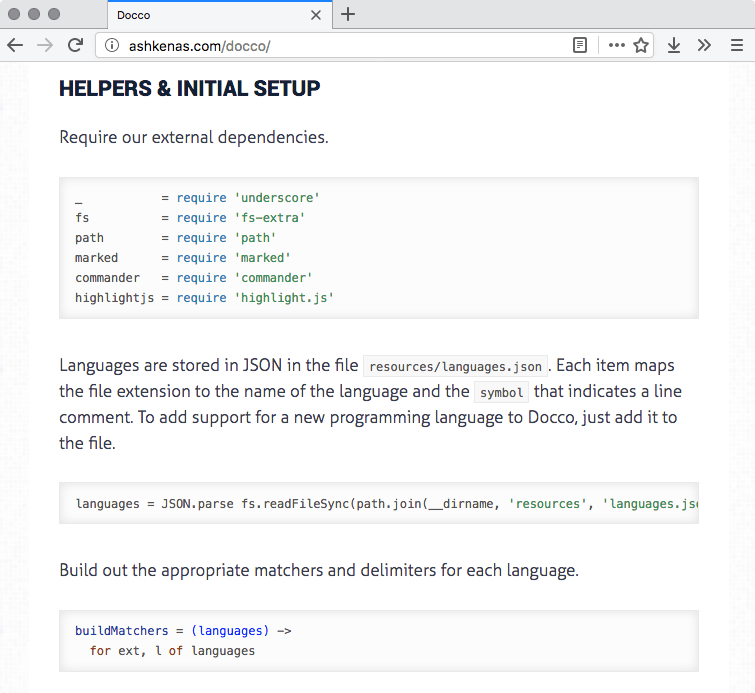 Docco
ashkenas.com/docco/
HELPERS & INITIAL SETUP
Require our external dependencies.
_           = require 'underscore'
fs          = require 'fs-extra'
path        = require 'path'
marked      = require 'marked'
commander   = require 'commander'
highlightjs = require 'highlight.js'
Languages are stored in JSON in the file resources/languages.json. Each item maps
the file extension to the name of the language and the symbol that indicates a line
comment. To add support for a new programming language to Docco, just add it to
the file.
languages = JSON.parse fs.readFileSync(path.join(__dirname, 'resources', 'languages.jso
Build out the appropriate matchers and delimiters for each language.
buildMatchers = (languages) ->
  for ext, l of languages